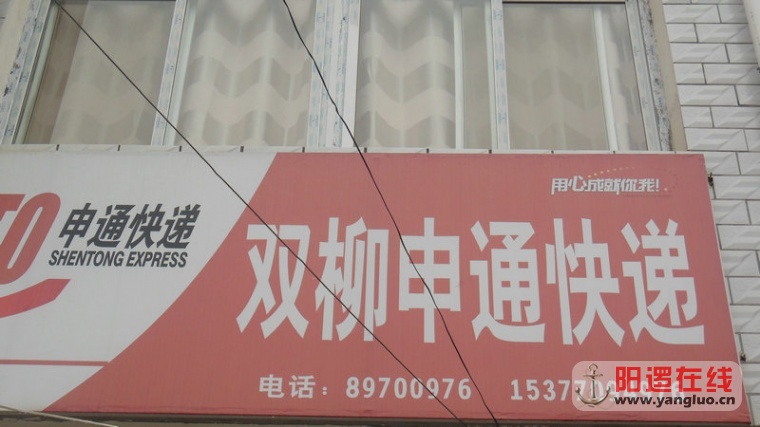 用心成就你我!
申通快递
SHENTONG EXPRESS
双柳申通快递
电话：89700976
阳逻在线
www.yangluo.cn